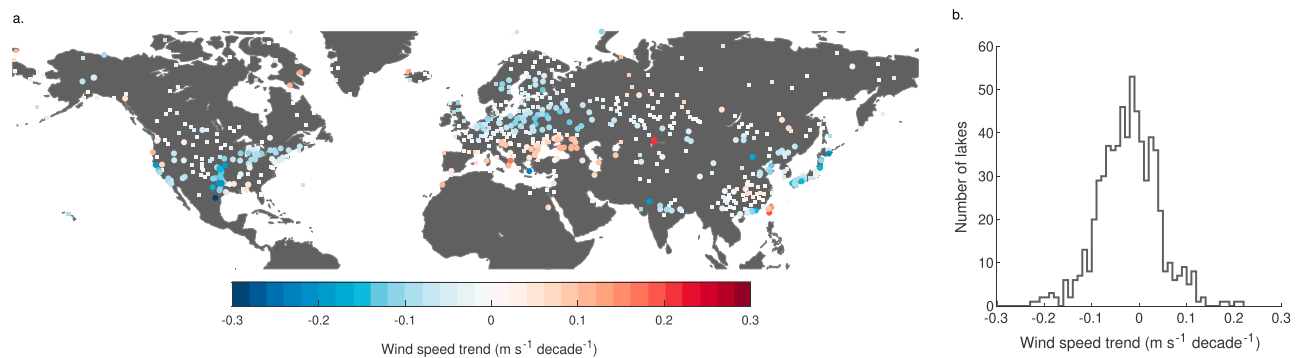 a.
-0.3 -0.2 -0.1 0 0.1 0.2 0.3
Wind speed trend (m s⁻¹ decade⁻¹)
b.
60
50
40
30
20
10
0
Number of lakes
-0.3 -0.2 -0.1 0 0.1 0.2 0.3
Wind speed trend (m s⁻¹ decade⁻¹)